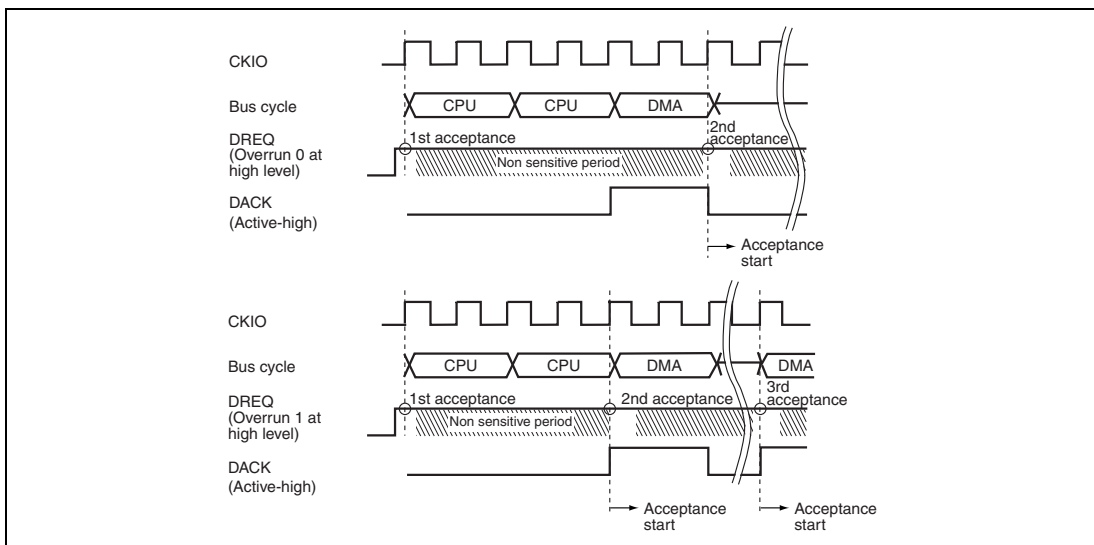 CKIO
Bus cycle
CPU
CPU
DMA
DREQ
(Overrun 0 at
high level)
1st acceptance
2nd
acceptance
Non sensitive period
DACK
(Active-high)
Acceptance
start
CKIO
Bus cycle
CPU
CPU
DMA
DMA
DREQ
(Overrun 1 at
high level)
1st acceptance
2nd acceptance
3rd
acceptance
Non sensitive period
DACK
(Active-high)
Acceptance
start
Acceptance
start